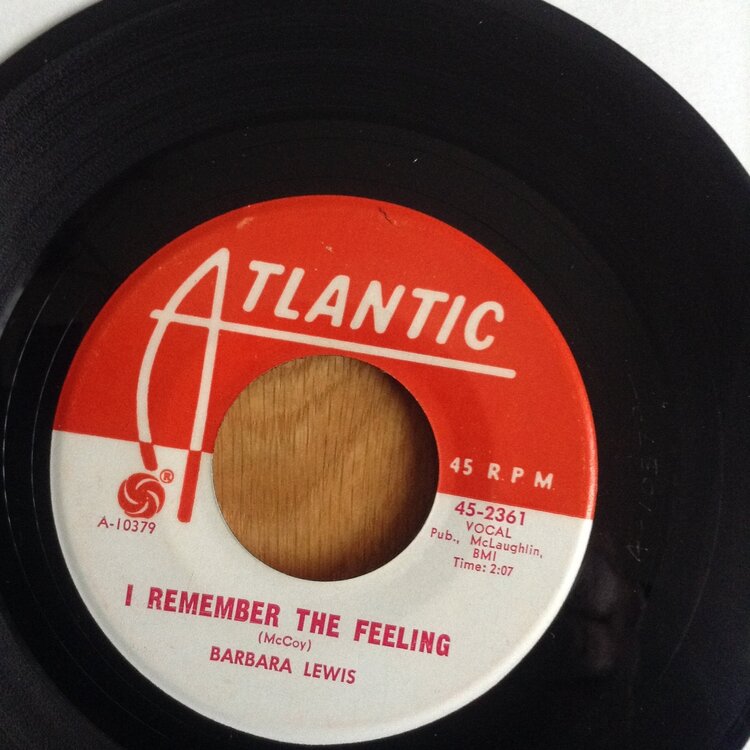 ATLANTIC
®
45 R.P.M.
A-10379
45-2361
VOCAL
Pub., McLaughlin,
BMI
Time: 2:07
I REMEMBER THE FEELING
(McCoy)
BARBARA LEWIS